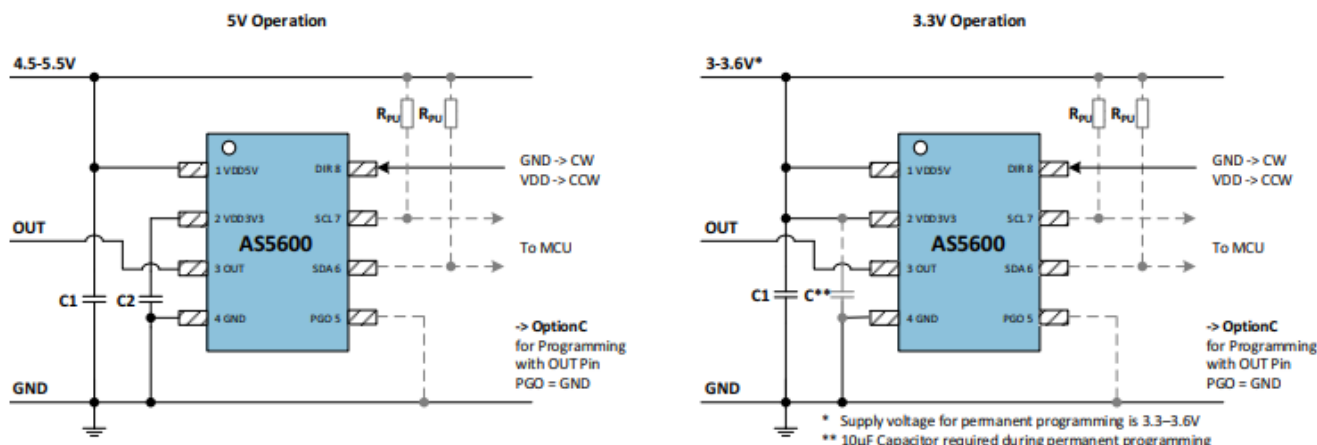 5V Operation
4.5-5.5V
RPU RPU
1 VDD5V
DIR 8
GND -> CW
VDD -> CCW
2 VDD3V3
SCL 7
OUT
AS5600
To MCU
3 OUT
SDA 6
C1
C2
4 GND
PGO 5
-> OptionC
for Programming
with OUT Pin
PGO = GND
GND
3.3V Operation
3-3.6V*
RPU RPU
1 VDD5V
DIR 8
GND -> CW
VDD -> CCW
2 VDD3V3
SCL 7
OUT
AS5600
To MCU
3 OUT
SDA 6
C1
C**
4 GND
PGO 5
-> OptionC
for Programming
with OUT Pin
PGO = GND
GND
* Supply voltage for permanent programming is 3.3–3.6V
** 10µF Capacitor required during permanent programming